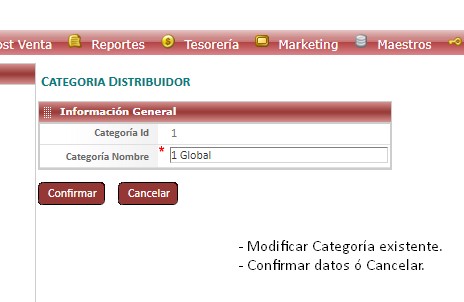 ost Venta Reportes Tesorería Marketing Maestros
CATEGORIA DISTRIBUIDOR
Información General
Categoría Id 1
Categoría Nombre * 1 Global
Confirmar Cancelar
- Modificar Categoría existente.
- Confirmar datos ó Cancelar.